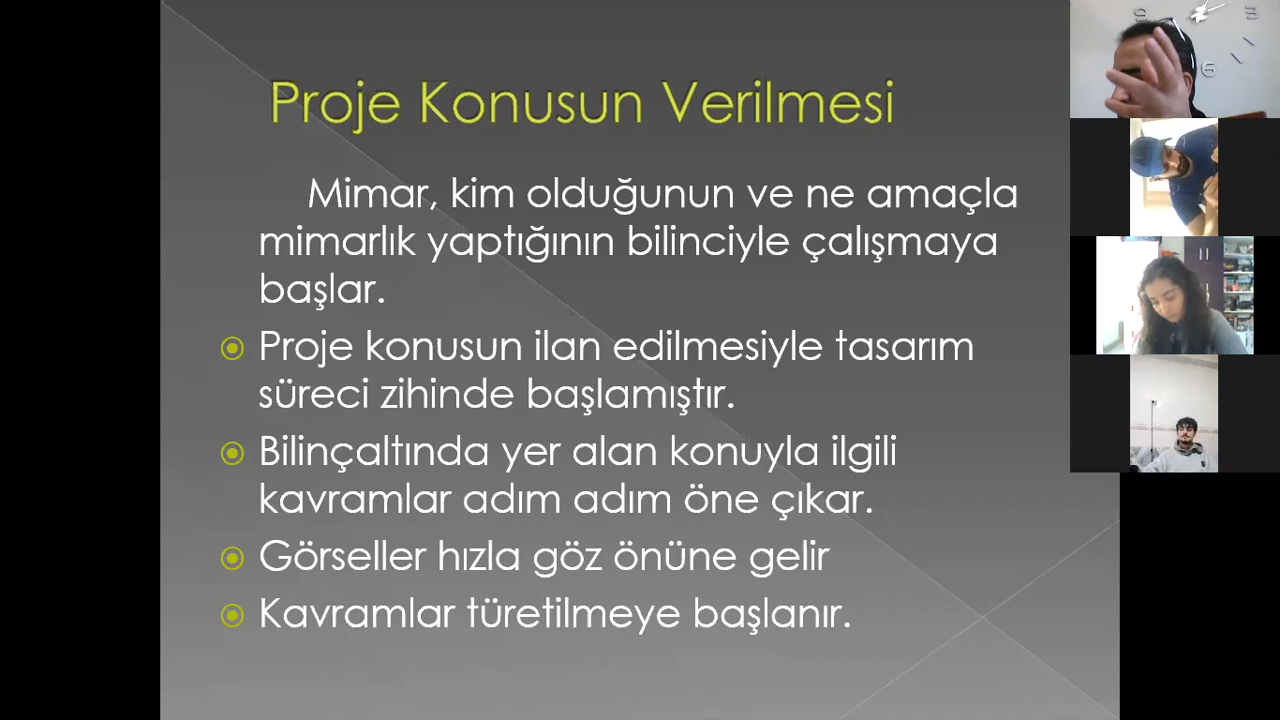 Proje Konusun Verilmesi
Mimar, kim olduğunun ve ne amaçla
mimarlık yaptığının bilinciyle çalışmaya
başlar.
Proje konusun ilan edilmesiyle tasarım
süreci zihinde başlamıştır.
Bilinçaltında yer alan konuyla ilgili
kavramlar adım adım öne çıkar.
Görseller hızla göz önüne gelir
Kavramlar türetilmeye başlanır.